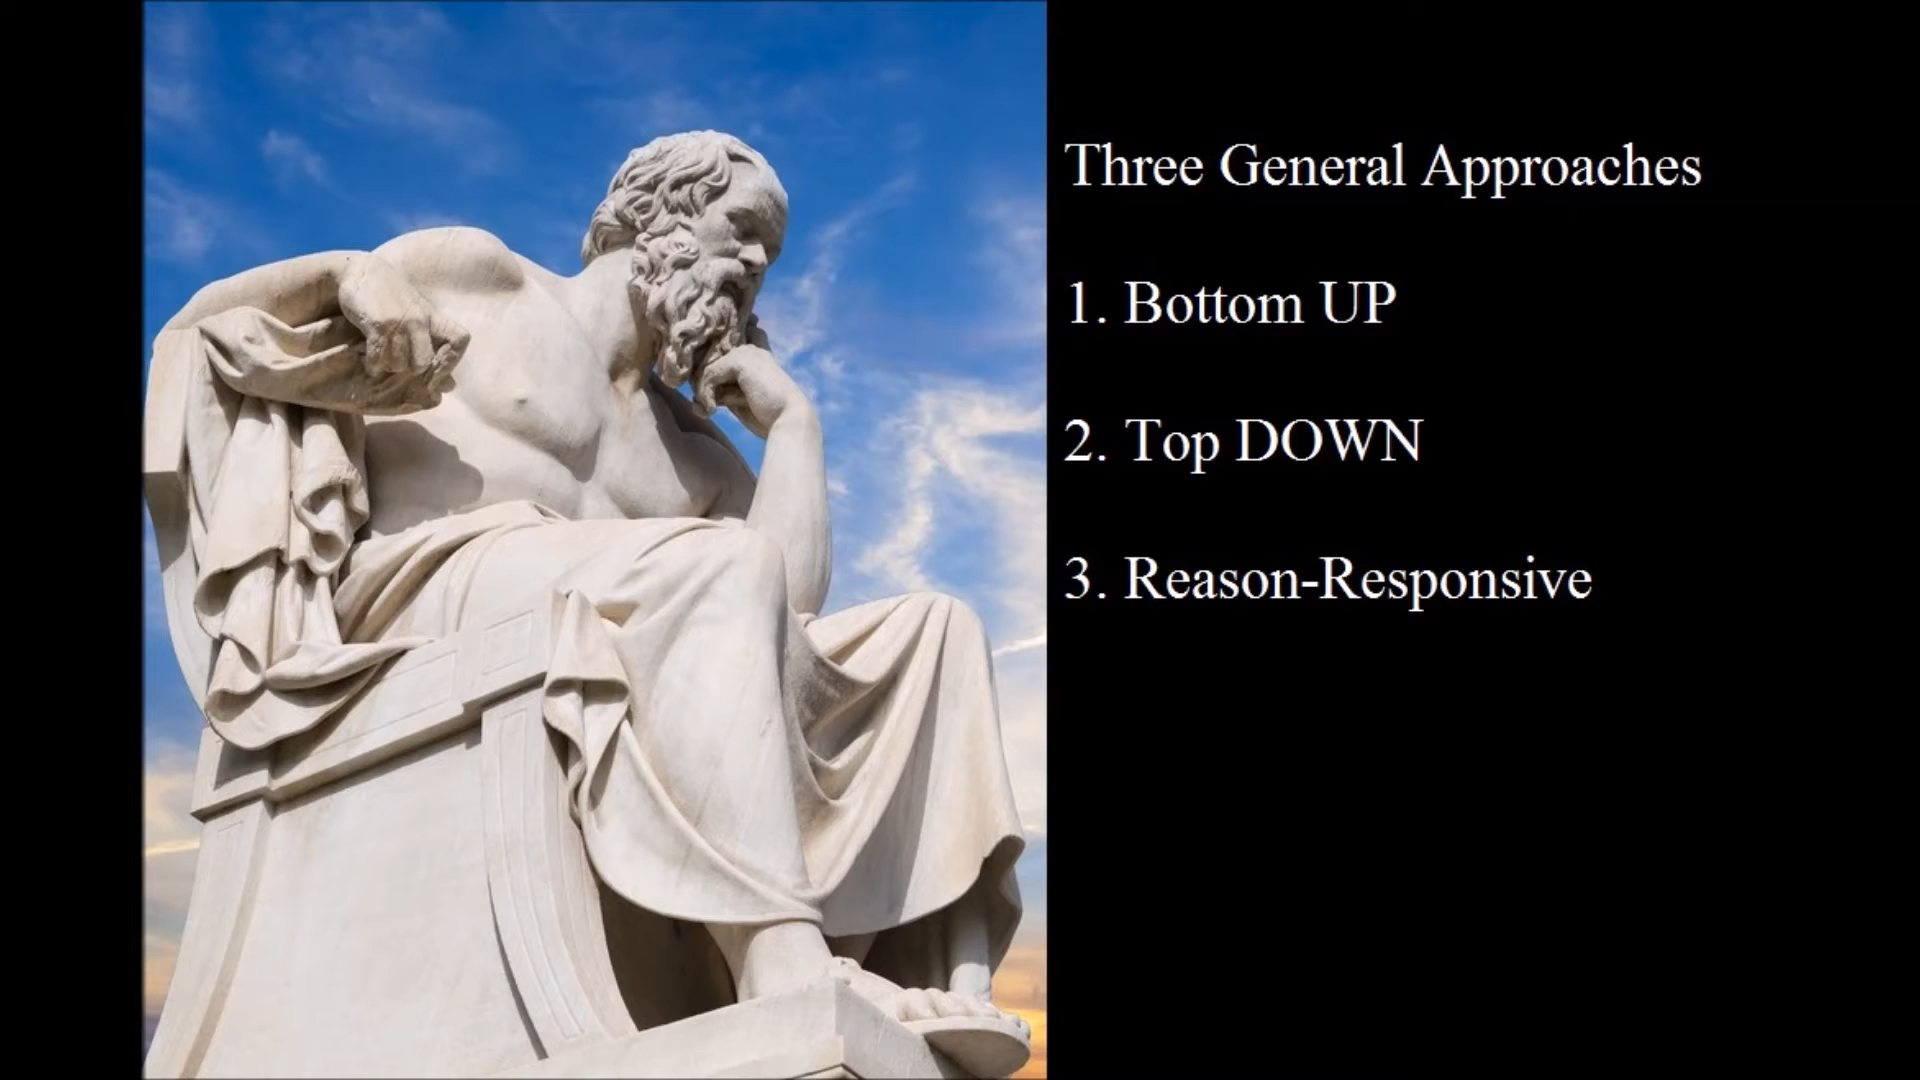 Three General Approaches
1. Bottom UP
2. Top DOWN
3. Reason-Responsive